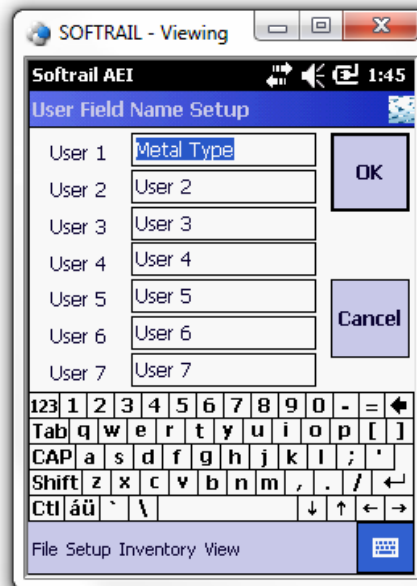 SOFTRAIL - Viewing
Softrail AEI 1:45
User Field Name Setup
User 1 Metal Type
OK
User 2 User 2
User 3 User 3
User 4 User 4
User 5 User 5
Cancel
User 6 User 6
User 7 User 7
123 1 2 3 4 5 6 7 8 9 0 - =
Tab q w e r t y u i o p [ ]
CAP a s d f g h j k l ; '
Shift z x c v b n m , . /
Ctl áü ` \
File Setup Inventory View